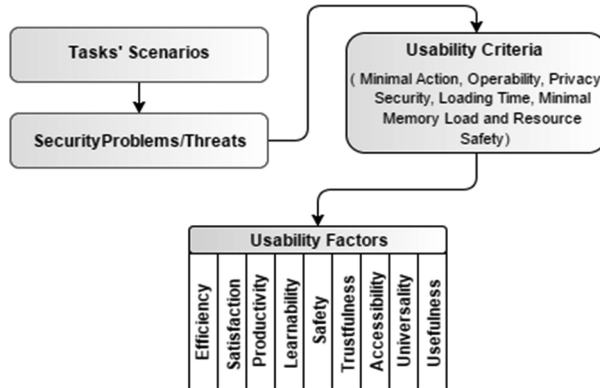 Tasks' Scenarios
SecurityProblems/Threats
Usability Criteria
( Minimal Action, Operability, Privacy
Security, Loading Time, Minimal
Memory Load and Resource
Safety)
Usability Factors
Efficiency
Satisfaction
Productivity
Learnability
Safety
Trustfulness
Accessibility
Universality
Usefulness